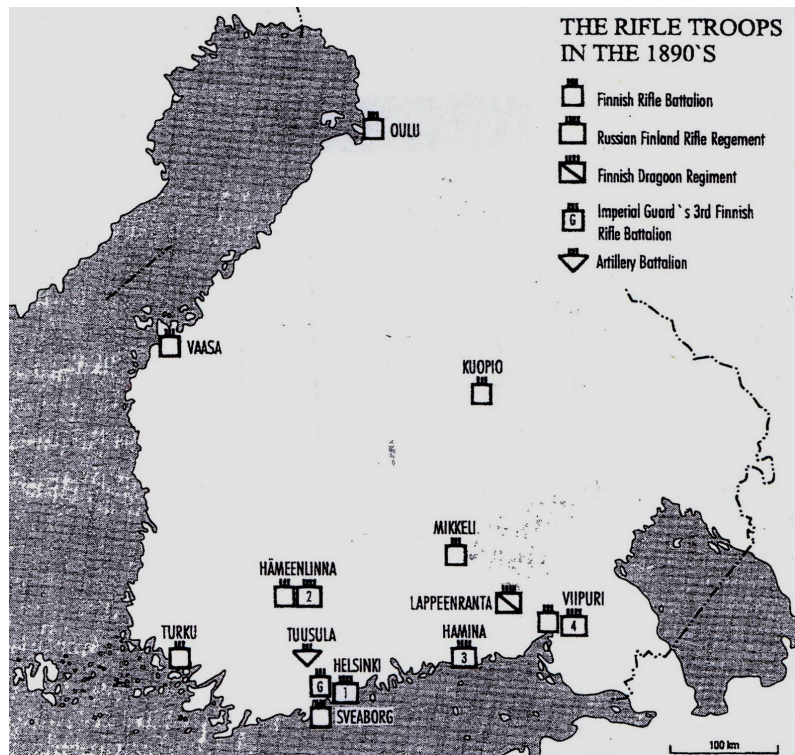 THE RIFLE TROOPS
IN THE 1890`S
Finnish Rifle Battalion
Russian Finland Rifle Regement
Finnish Dragoon Regiment
G Imperial Guard`s 3rd Finnish
Rifle Battalion
Artillery Battalion
OULU
VAASA
KUOPIO
MIKKELI
HÄMEENLINNA
2
LAPPEENRANTA
VIIPURI
4
TURKU
TUUSULA
HAMINA
3
HELSINKI
G
1
SVEABORG
100 km